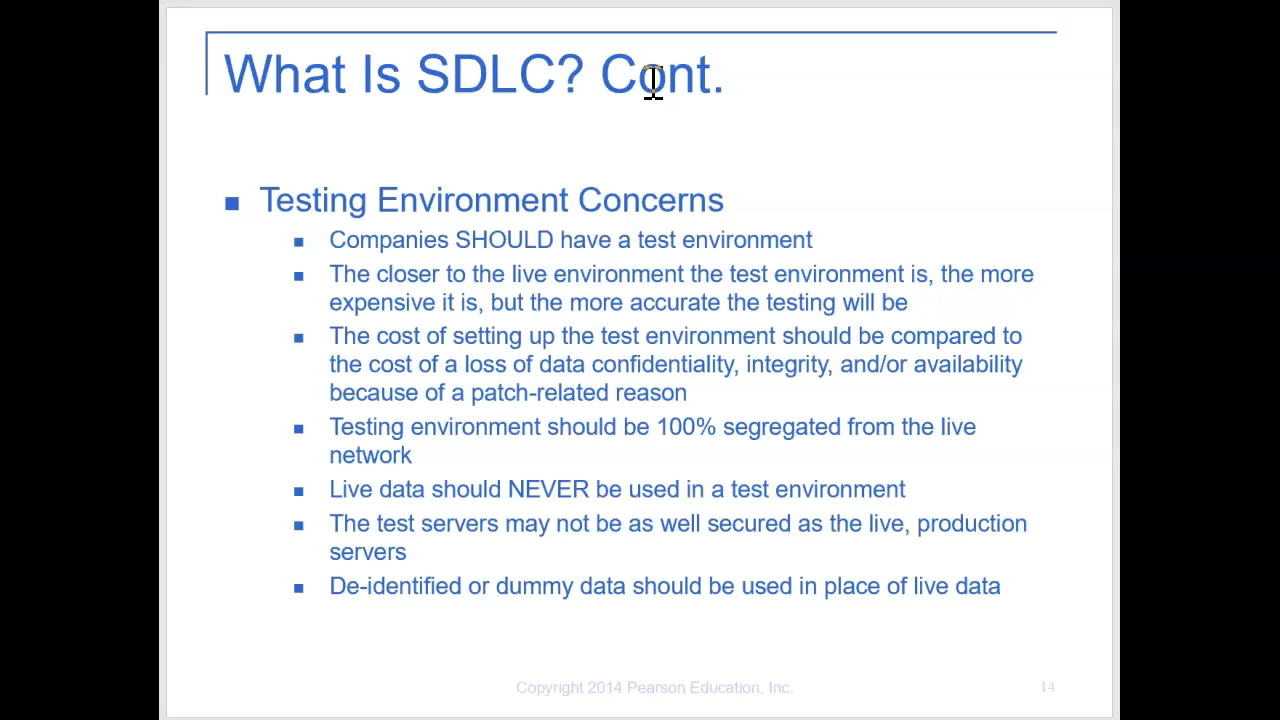 What Is SDLC? Cont.
Testing Environment Concerns
Companies SHOULD have a test environment
The closer to the live environment the test environment is, the more
expensive it is, but the more accurate the testing will be
The cost of setting up the test environment should be compared to
the cost of a loss of data confidentiality, integrity, and/or availability
because of a patch-related reason
Testing environment should be 100% segregated from the live
network
Live data should NEVER be used in a test environment
The test servers may not be as well secured as the live, production
servers
De-identified or dummy data should be used in place of live data
Copyright 2014 Pearson Education, Inc.
14